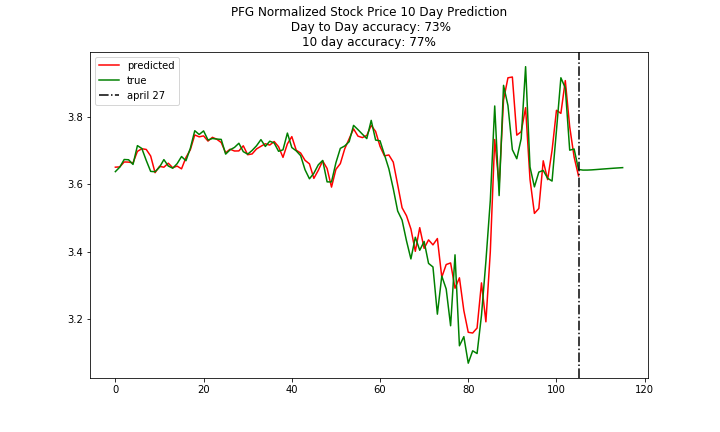 PFG Normalized Stock Price 10 Day Prediction
Day to Day accuracy: 73%
10 day accuracy: 77%
predicted
true
april 27
3.8
3.6
3.4
3.2
0 20 40 60 80 100 120